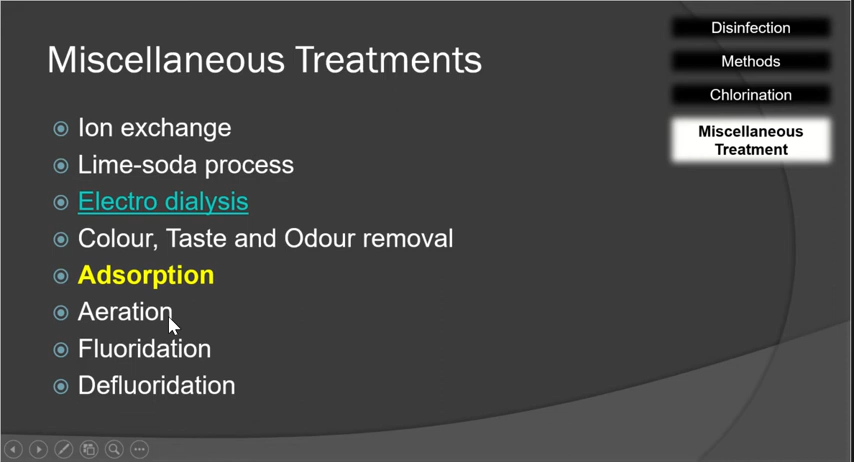 Miscellaneous Treatments
Ion exchange
Lime-soda process
Electro dialysis
Colour, Taste and Odour removal
Adsorption
Aeration
Fluoridation
Defluoridation
Disinfection
Methods
Chlorination
Miscellaneous
Treatment